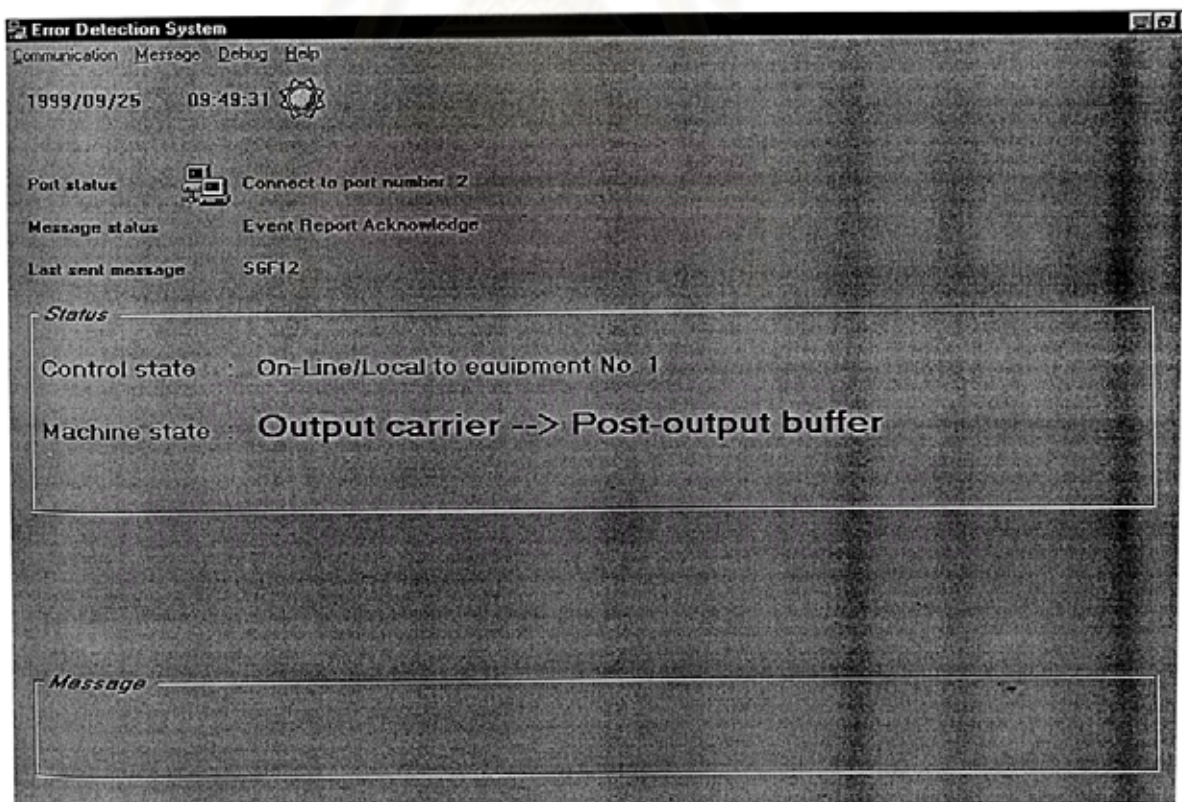 Error Detection System
Communication Message Debug Help
1999/09/25 09:49:31
Port status Connect to port number 2
Message status Event Report Acknowledge
Last sent message S6F12
Status
Control state : On-Line/Local to equipment No. 1
Machine state : Output carrier --> Post-output buffer
Message